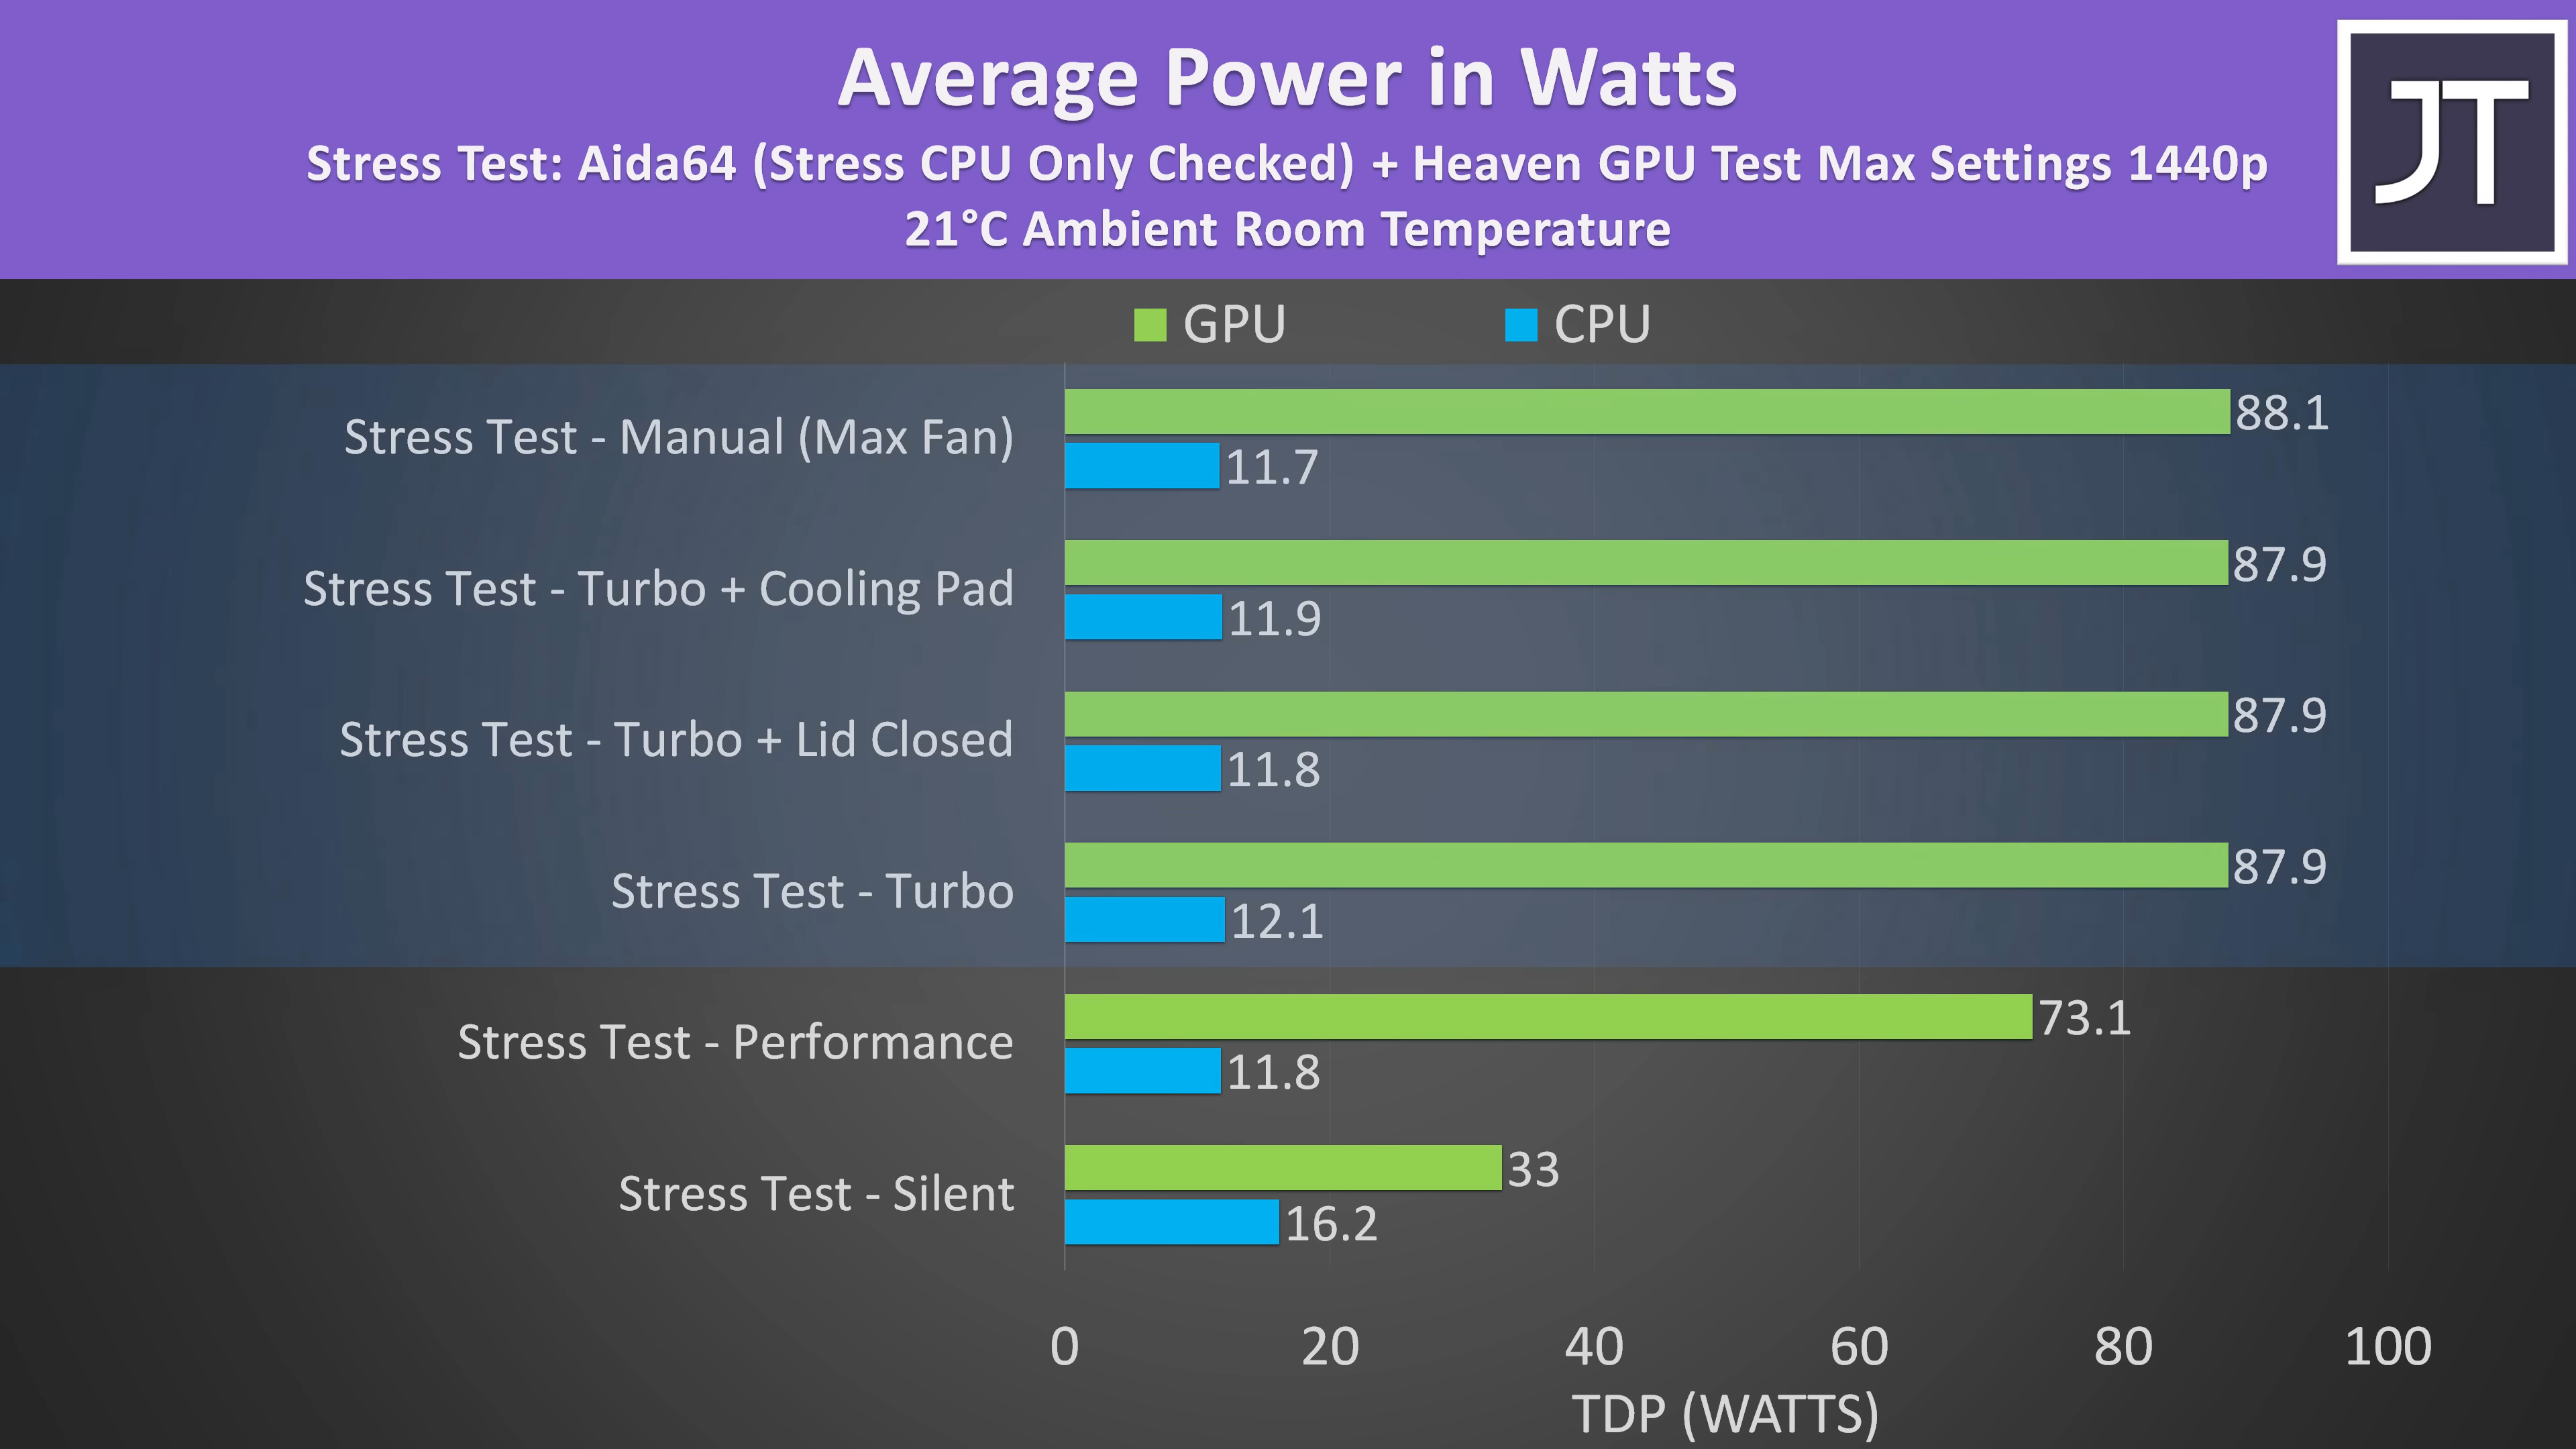 Average Power in Watts
Stress Test: Aida64 (Stress CPU Only Checked) + Heaven GPU Test Max Settings 1440p
21°C Ambient Room Temperature
JT
GPU CPU
Stress Test - Manual (Max Fan)
88.1
11.7
Stress Test - Turbo + Cooling Pad
87.9
11.9
Stress Test - Turbo + Lid Closed
87.9
11.8
Stress Test - Turbo
87.9
12.1
Stress Test - Performance
73.1
11.8
Stress Test - Silent
33
16.2
0 20 40 60 80 100
TDP (WATTS)